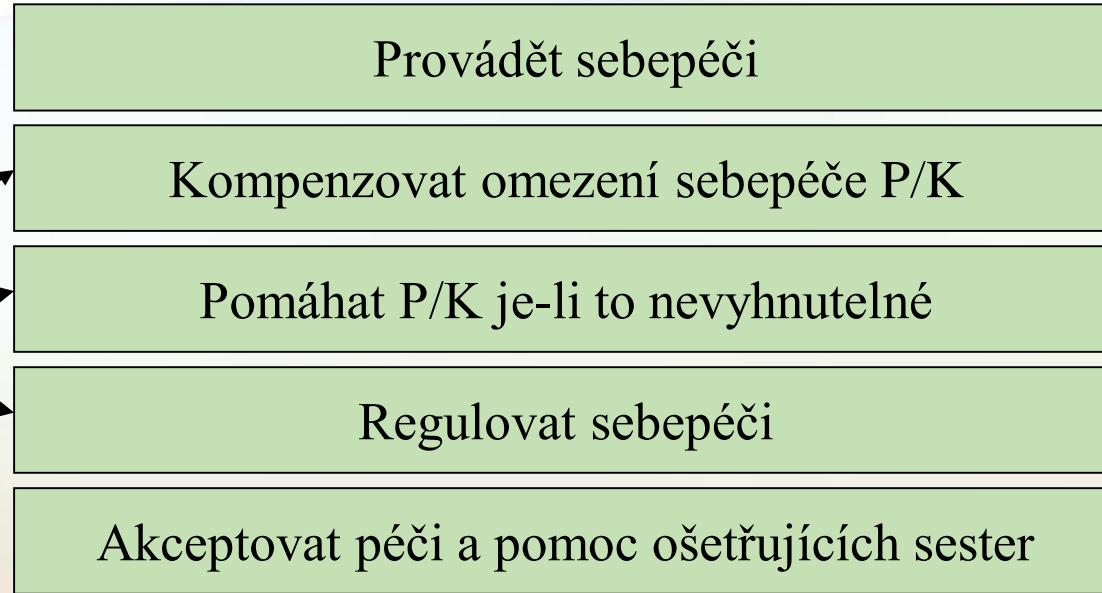 Provádět sebepéči
Kompenzovat omezení sebepéče P/K
Pomáhat P/K je-li to nevyhnutelné
Regulovat sebepéči
Akceptovat péči a pomoc ošetřujících sester